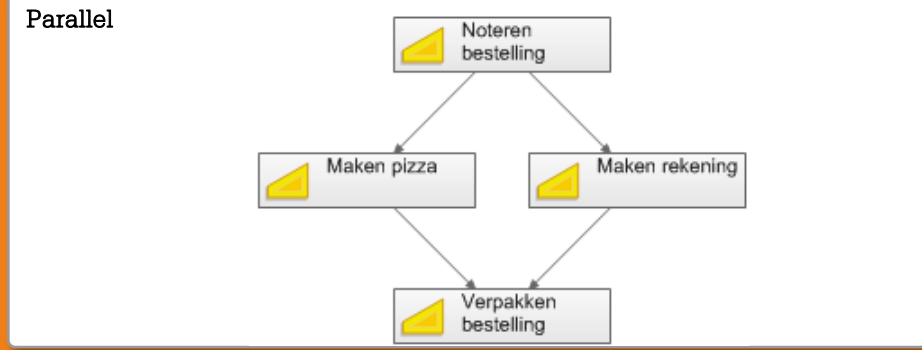 Parallel
Noteren
bestelling
Maken pizza
Maken rekening
Verpakken
bestelling